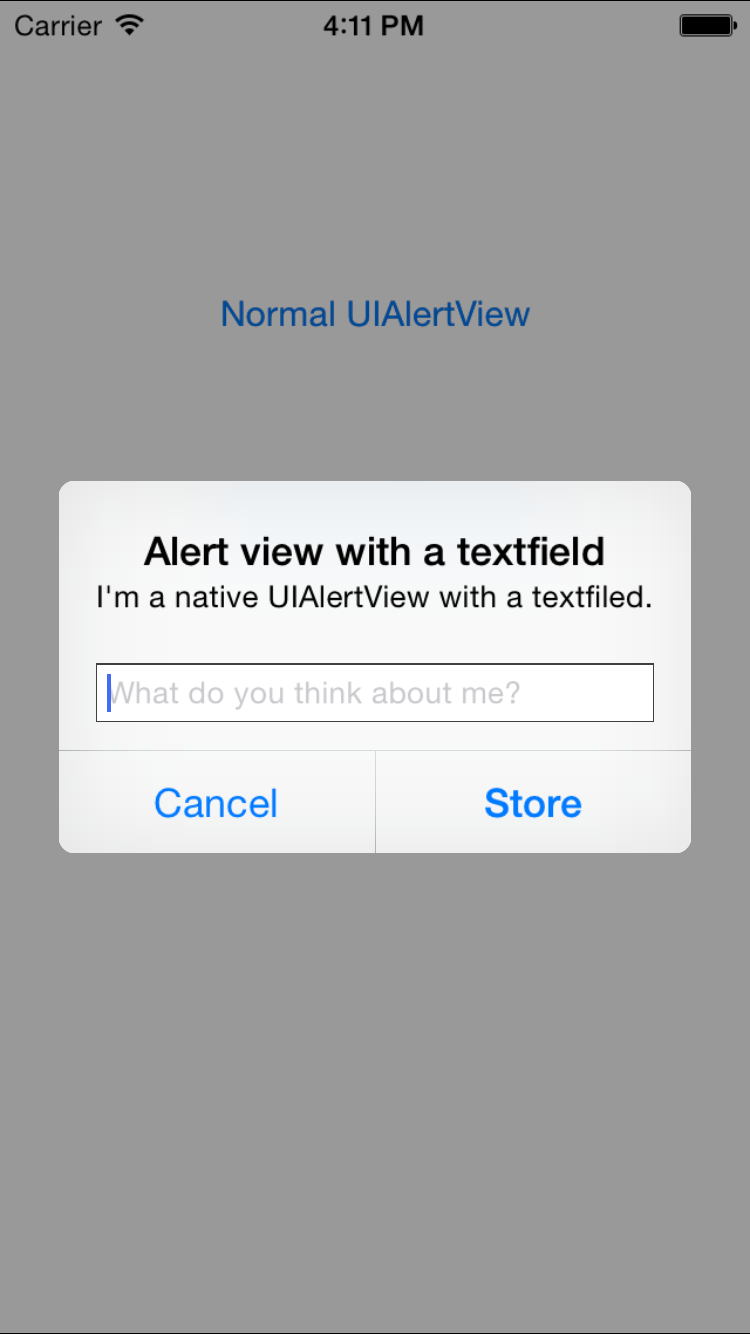 Carrier 4:11 PM
Normal UIAlertView
Alert view with a textfield
I'm a native UIAlertView with a textfiled.
What do you think about me?
Cancel Store